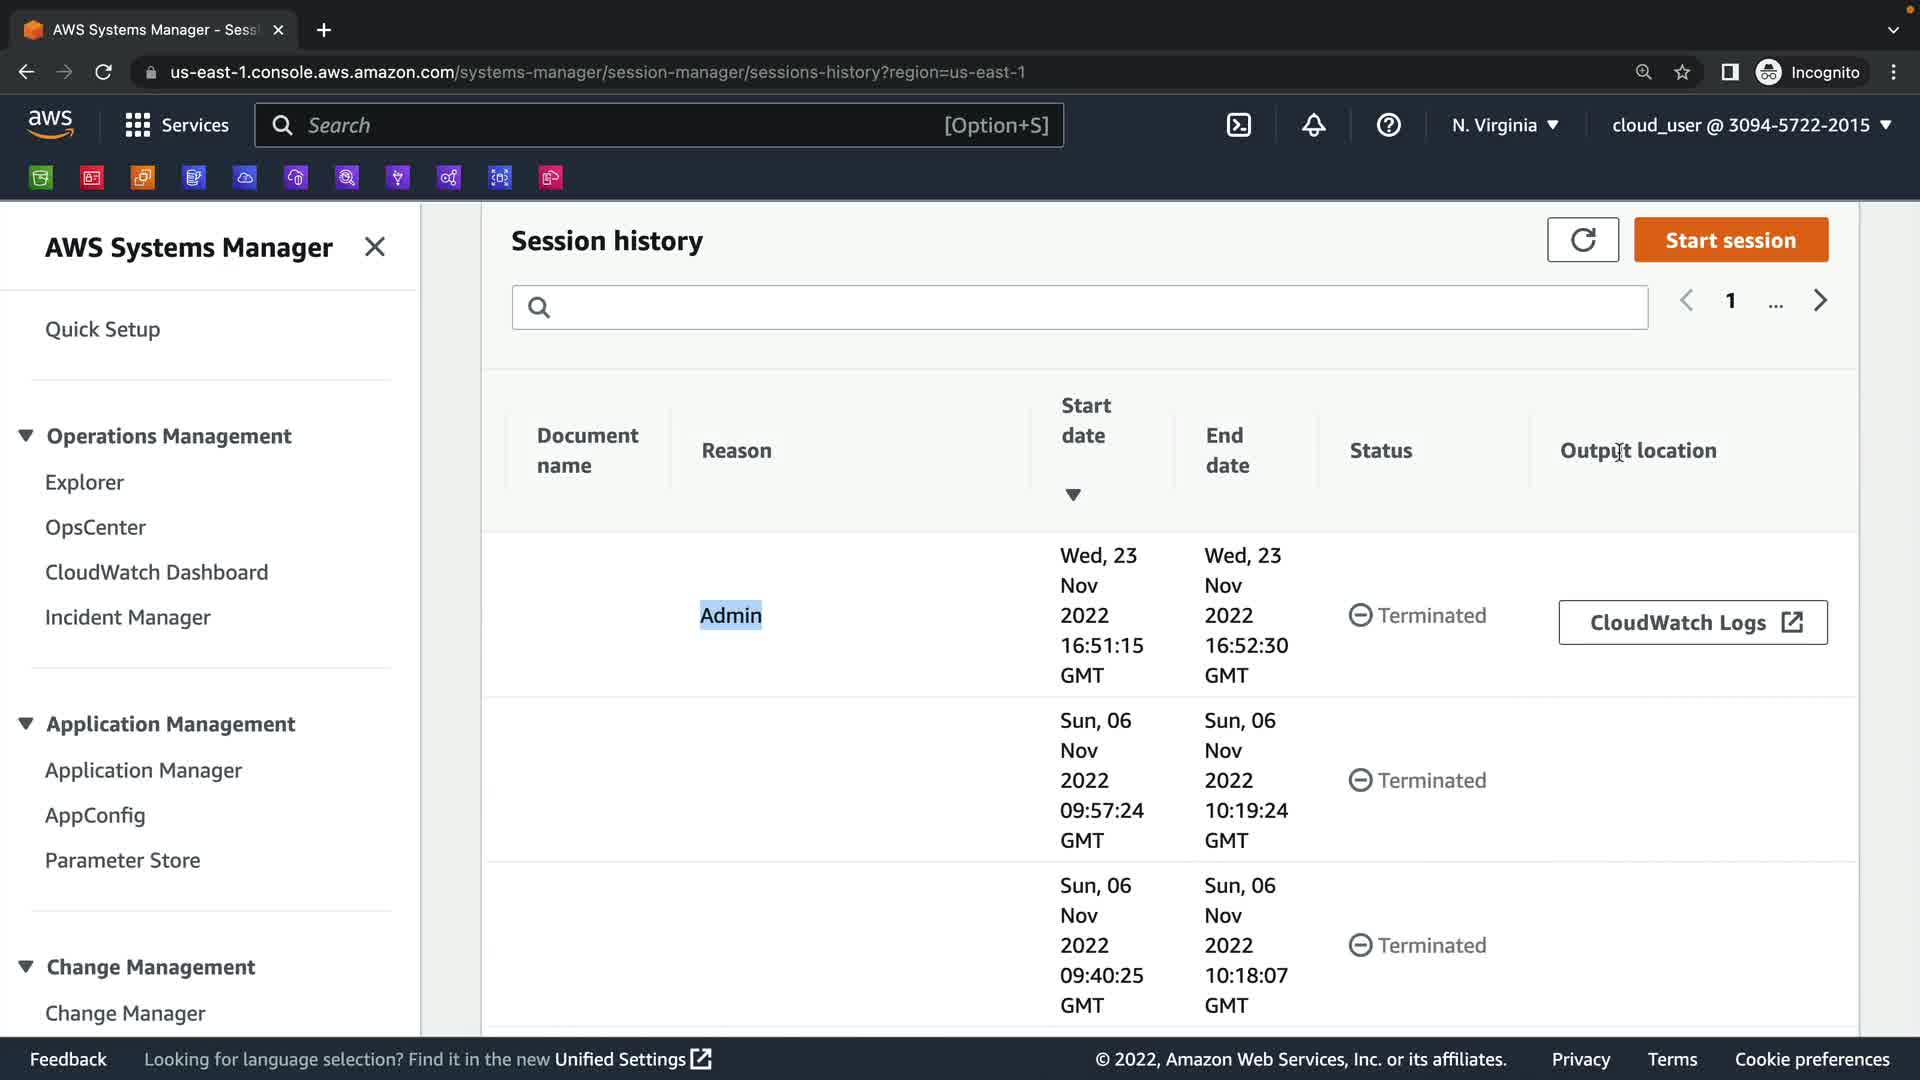 AWS Systems Manager - Sess
us-east-1.console.aws.amazon.com/systems-manager/session-manager/sessions-history?region=us-east-1
Incognito
aws
Services
Search
[Option+S]
N. Virginia
cloud_user @ 3094-5722-2015
AWS Systems Manager
Quick Setup
Operations Management
Explorer
OpsCenter
CloudWatch Dashboard
Incident Manager
Application Management
Application Manager
AppConfig
Parameter Store
Change Management
Change Manager
Session history
Start session
1
...
Document
name
Reason
Start
date
End
date
Status
Output location
Admin
Wed, 23
Nov
2022
16:51:15
GMT
Wed, 23
Nov
2022
16:52:30
GMT
Terminated
CloudWatch Logs
Sun, 06
Nov
2022
09:57:24
GMT
Sun, 06
Nov
2022
10:19:24
GMT
Terminated
Sun, 06
Nov
2022
09:40:25
GMT
Sun, 06
Nov
2022
10:18:07
GMT
Terminated
Feedback
Looking for language selection? Find it in the new Unified Settings
© 2022, Amazon Web Services, Inc. or its affiliates.
Privacy
Terms
Cookie preferences